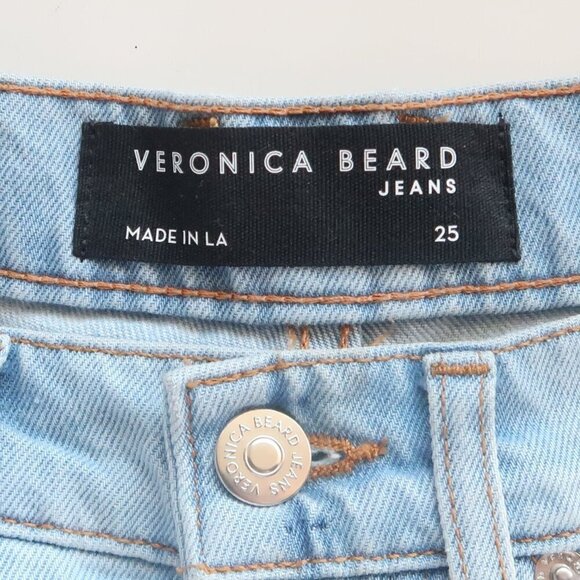 VERONICA BEARD
JEANS
MADE IN LA 25
VERONICA BEARD JEANS